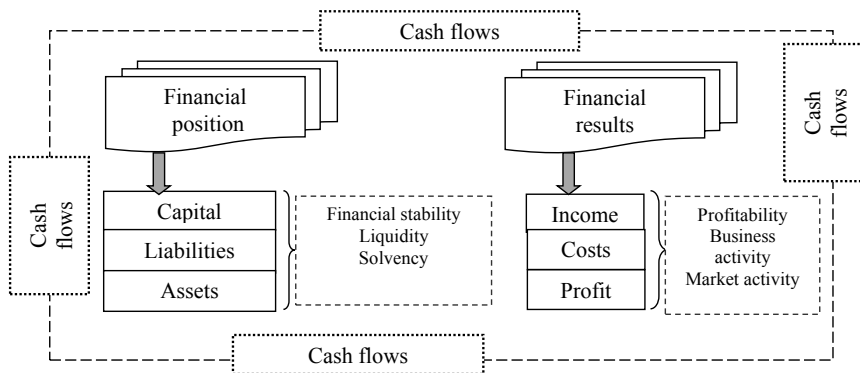 Cash flows
Financial
position
Financial
results
Cash
flows
Cash
flows
Capital
Liabilities
Assets
Financial stability
Liquidity
Solvency
Income
Costs
Profit
Profitability
Business
activity
Market activity
Cash flows